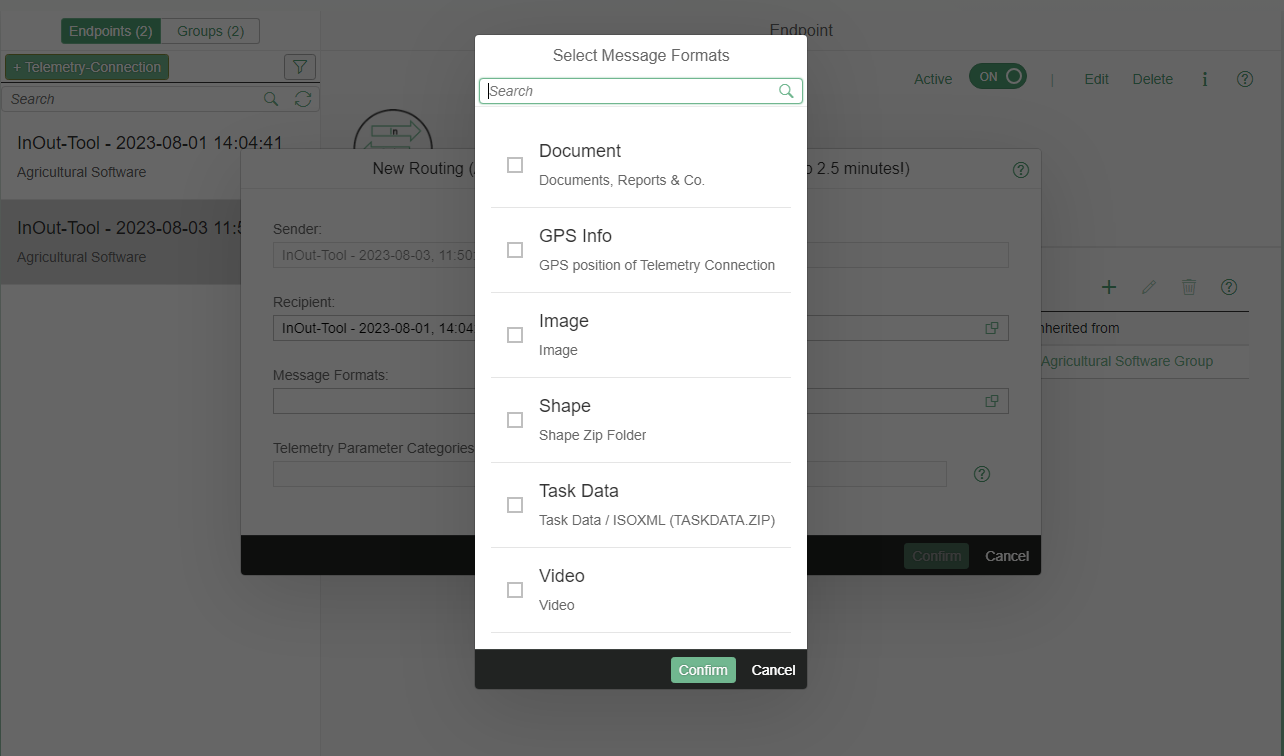 Endpoints (2)
Groups (2)
Endpoint
+ Telemetry-Connection
Search
InOut-Tool - 2023-08-01 14:04:41
Agricultural Software
InOut-Tool - 2023-08-03 11:5
Agricultural Software
Active
ON
Edit
Delete
In
New Routing (
2.5 minutes!)
Sender:
InOut-Tool - 2023-08-03, 11:50:
Recipient:
InOut-Tool - 2023-08-01, 14:04
Message Formats:
Telemetry Parameter Categories
Confirm
Cancel
nherited from
Agricultural Software Group
Select Message Formats
Search
Document
Documents, Reports & Co.
GPS Info
GPS position of Telemetry Connection
Image
Image
Shape
Shape Zip Folder
Task Data
Task Data / ISOXML (TASKDATA.ZIP)
Video
Video
Confirm
Cancel